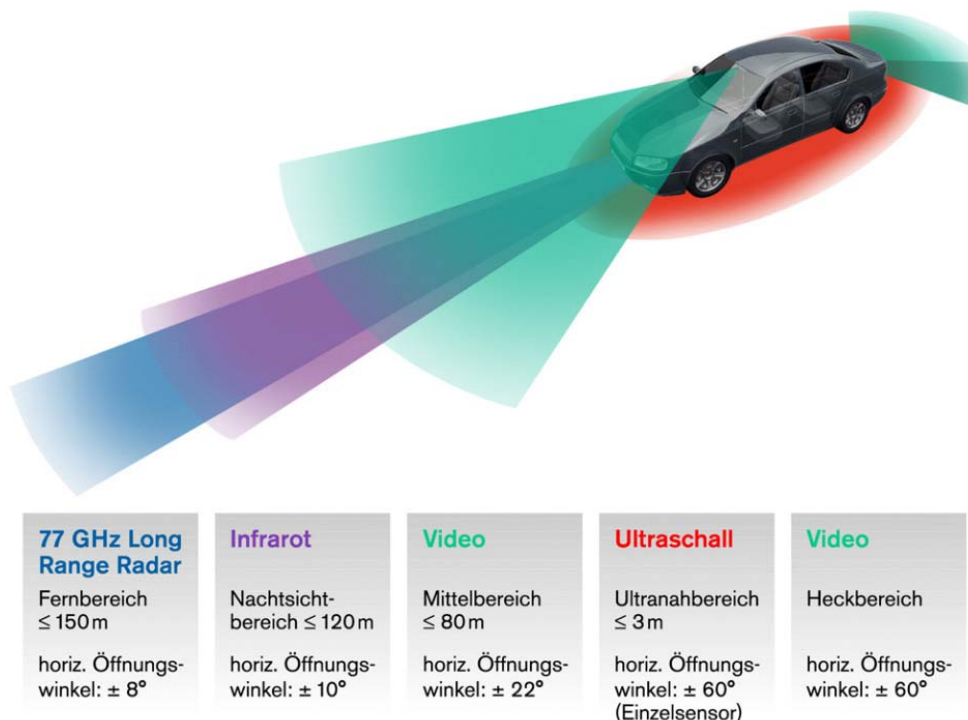 77 GHz Long
Range Radar
Fernbereich
≤ 150 m
horiz. Öffnungs-
winkel: ± 8°
Infrarot
Nachtsicht-
bereich ≤ 120 m
horiz. Öffnungs-
winkel: ± 10°
Video
Mittelbereich
≤ 80 m
horiz. Öffnungs-
winkel: ± 22°
Ultraschall
Ultranahbereich
≤ 3 m
horiz. Öffnungs-
winkel: ± 60°
(Einzelsensor)
Video
Heckbereich
horiz. Öffnungs-
winkel: ± 60°